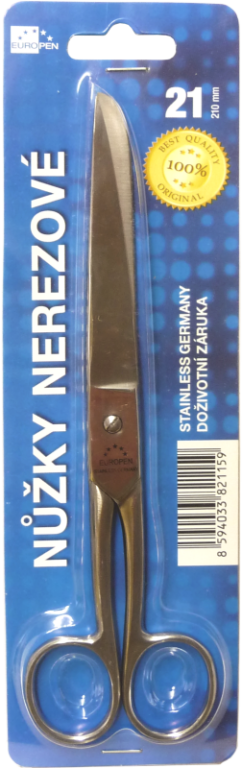 EUROPEN
21
210 mm
BEST QUALITY
100%
ORIGINAL
NŮŽKY NEREZOVÉ
STAINLESS GERMANY
DOŽIVOTNÍ ZÁRUKA
EUROPEN
8 594033 821159